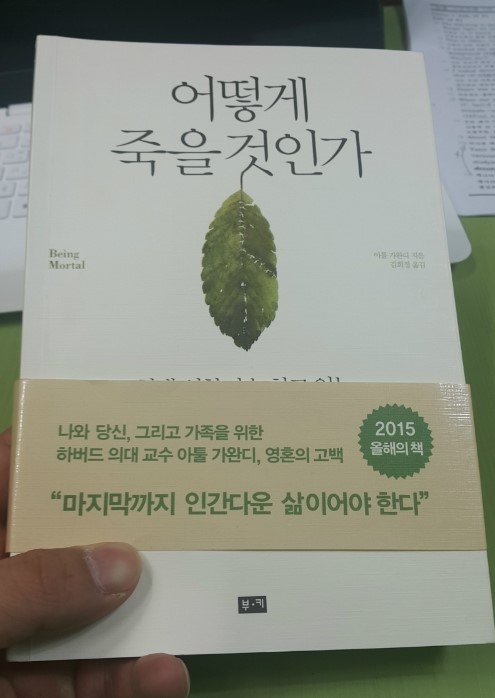 어떻게
죽을 것인가
Being
Mortal
아툴 가완디 지음
김희정 옮김
나와 당신, 그리고 가족을 위한
하버드 의대 교수 아툴 가완디, 영혼의 고백
2015
올해의 책
“마지막까지 인간다운 삶이어야 한다”
부·키